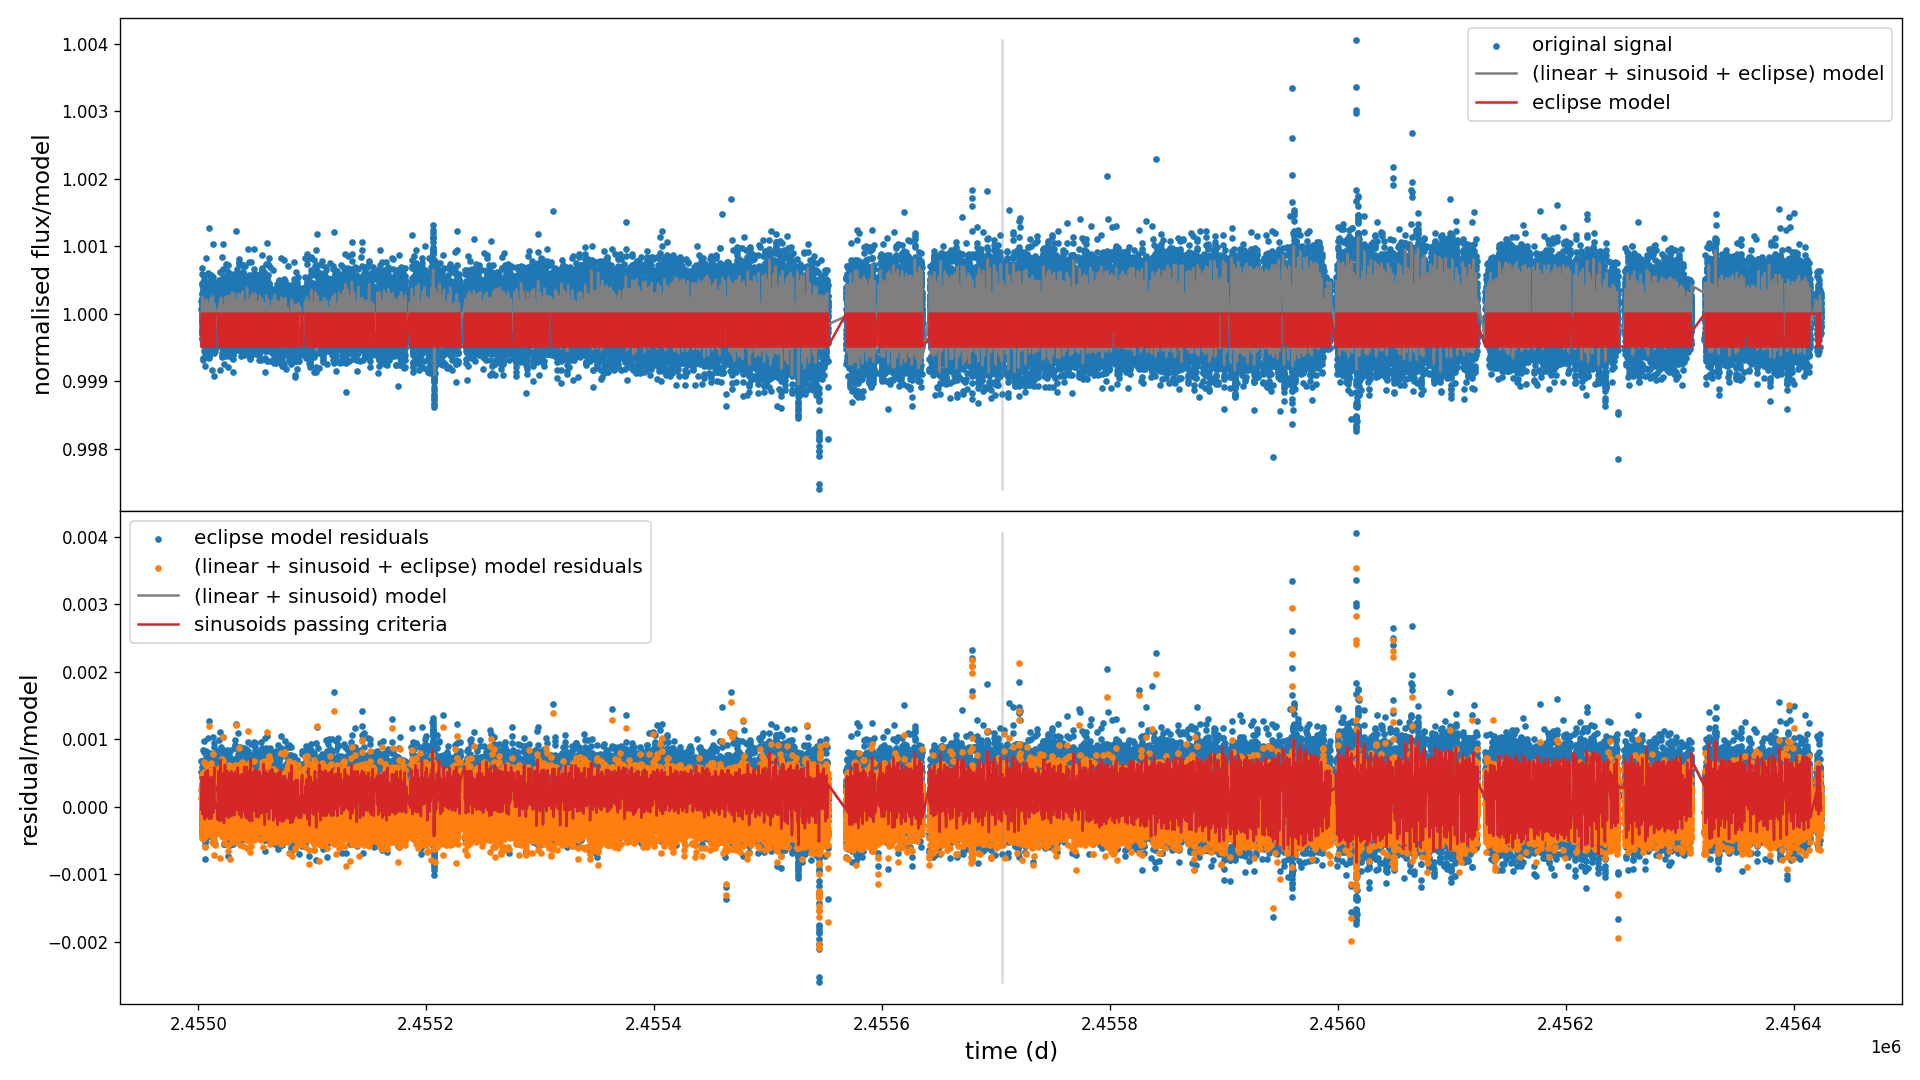 normalised flux/model
1.004
1.003
1.002
1.001
1.000
0.999
0.998
original signal
(linear + sinusoid + eclipse) model
eclipse model
residual/model
0.004
0.003
0.002
0.001
0.000
−0.001
−0.002
eclipse model residuals
(linear + sinusoid + eclipse) model residuals
(linear + sinusoid) model
sinusoids passing criteria
2.4550 2.4552 2.4554 2.4556 2.4558 2.4560 2.4562 2.4564
1e6
time (d)